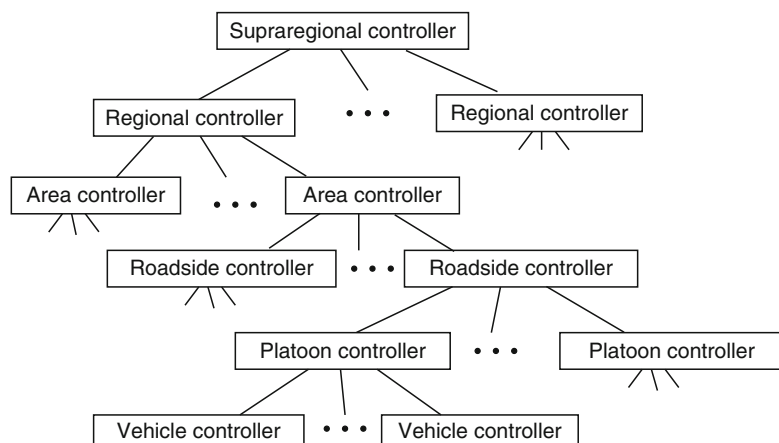 Supraregional controller
Regional controller
Regional controller
Area controller
Area controller
Roadside controller
Roadside controller
Platoon controller
Platoon controller
Vehicle controller
Vehicle controller